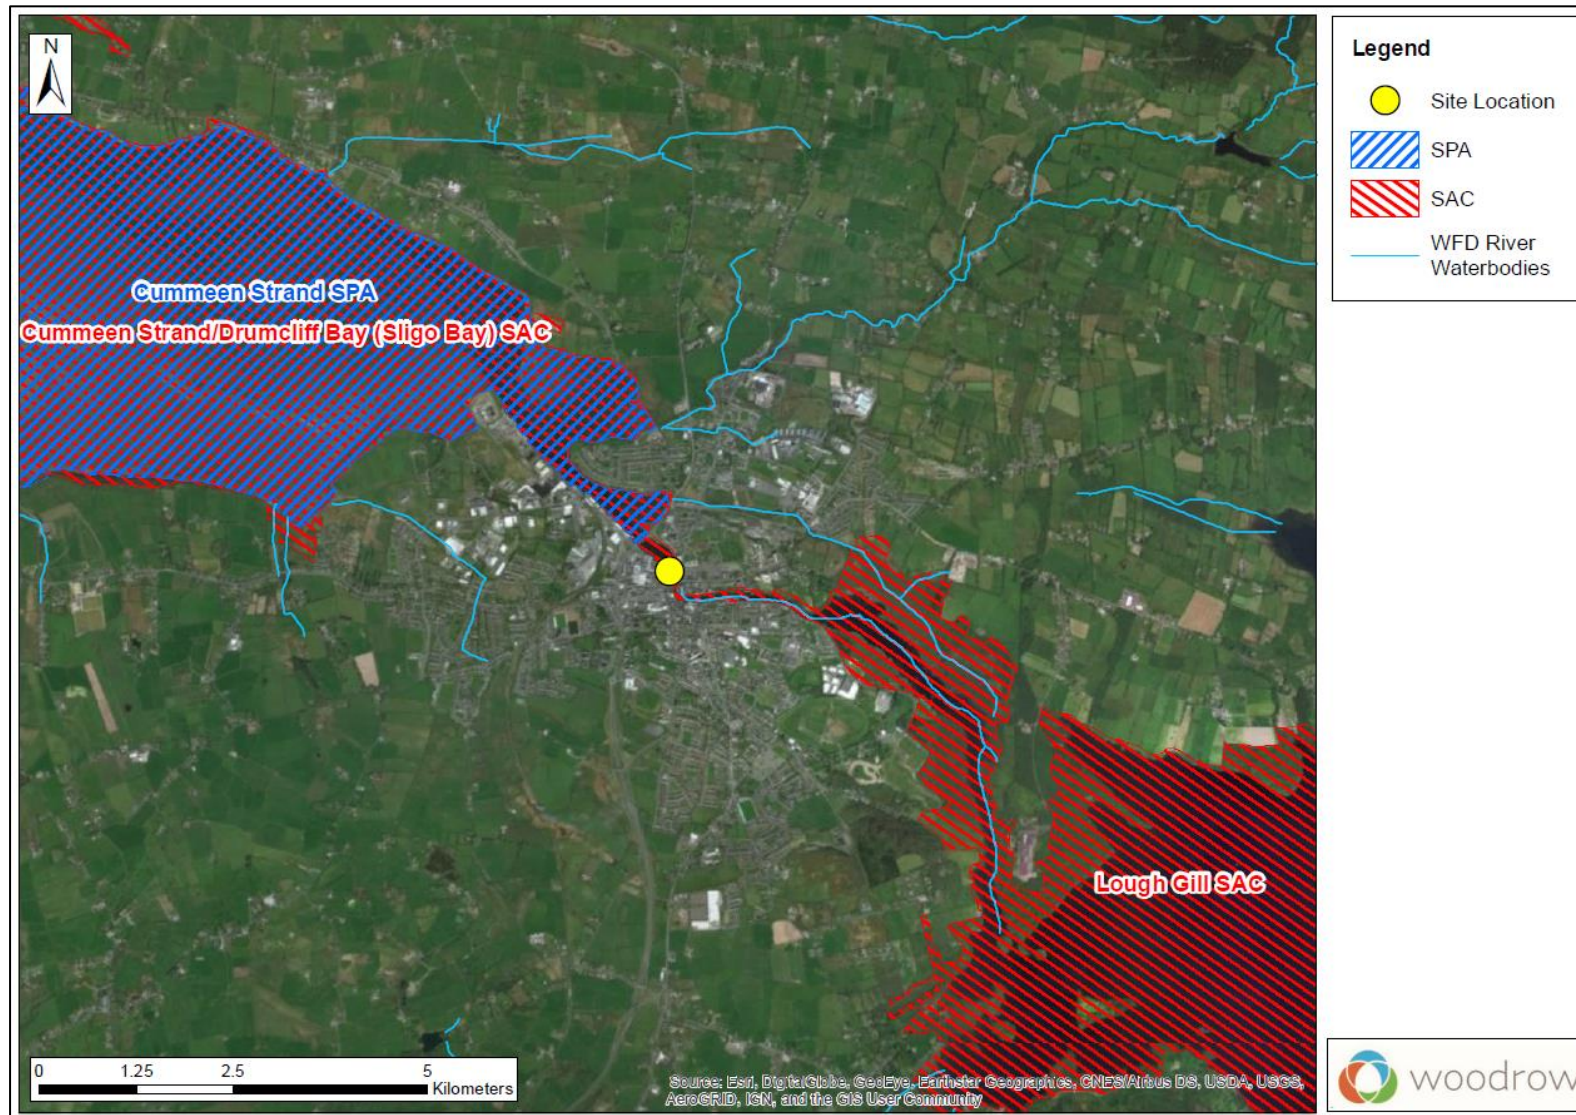 N
Legend
Site Location
SPA
SAC
WFD River
Waterbodies
Cummeen Strand SPA
Cummeen Strand/Drumcliff Bay (Sligo Bay) SAC
Lough Gill SAC
0 1.25 2.5 5
Kilometers
Source: Esri, DigitalGlobe, GeoEye, Earthstar Geographics, CNES/Airbus DS, USDA, USGS,
AeroGRID, IGN, and the GIS User Community
woodrow